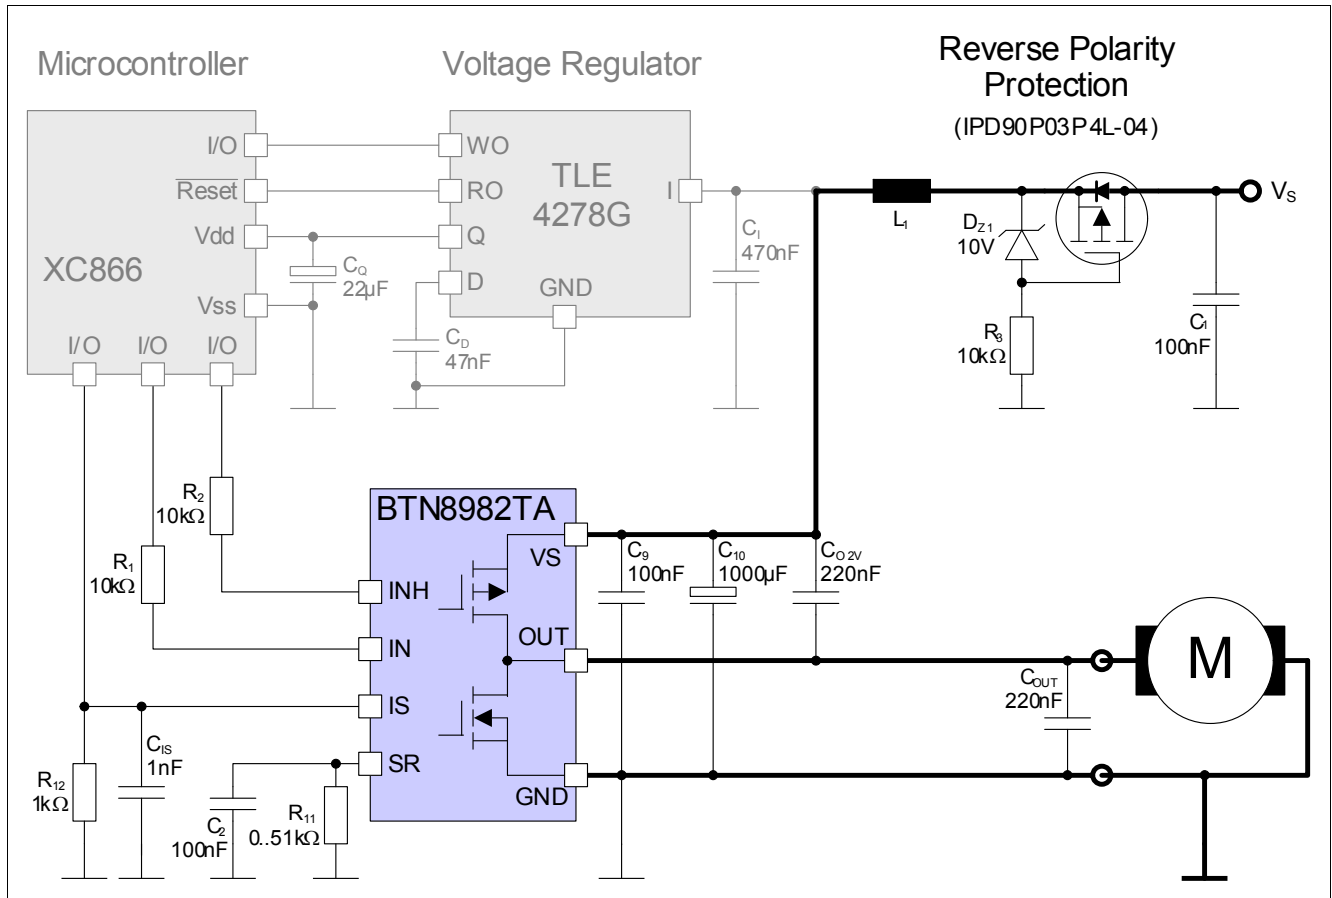 Microcontroller
Voltage Regulator
Reverse Polarity
Protection
(IPD90P03P4L-04)
I/O
Reset
Vdd
Vss
XC866
I/O
I/O
I/O
WO
RO
Q
D
TLE
4278G
I
GND
C_Q
22µF
C_D
47nF
C_I
470nF
L_1
D_Z1
10V
R_3
10kΩ
C_1
100nF
V_S
R_2
10kΩ
R_1
10kΩ
BTN8982TA
VS
INH
OUT
IN
IS
SR
GND
C_9
100nF
C_10
1000µF
C_O2V
220nF
C_OUT
220nF
M
C_IS
1nF
R_12
1kΩ
C_2
100nF
R_11
0..51kΩ